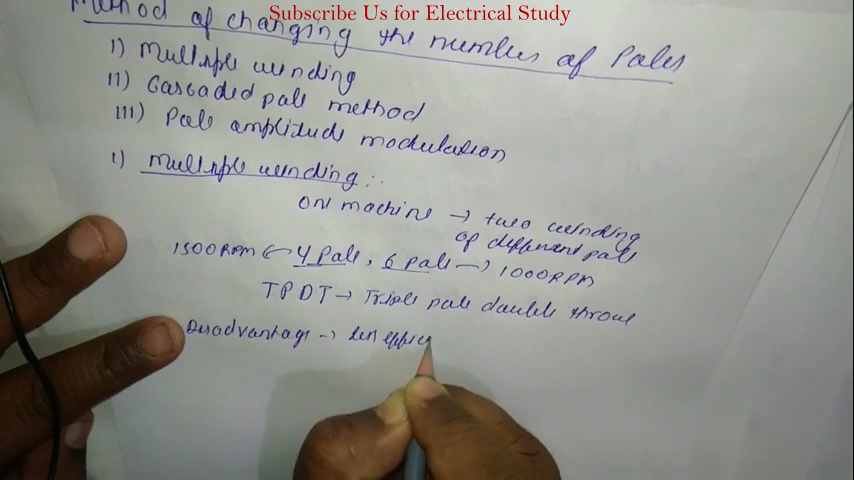 Subscribe Us for Electrical Study
Method of changing the number of Poles
I) Multiple winding
II) Cascaded pole method
III) Pole amplitude modulation
I) Multiple winding :-
One machine → two winding
of different pole
1500RPM ← 4 Pole, 6 pole → 1000RPM
TPDT → Triple pole double throw
Disadvantage → less effici